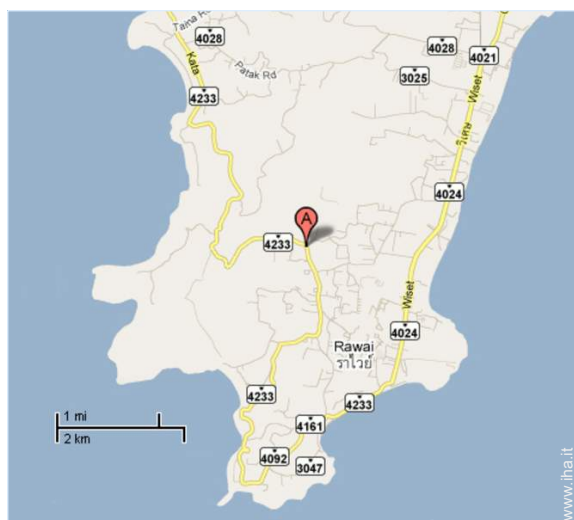 Taina Rd
4028
Kata
4233
Patak Rd
4028
3025
4021
Wiset
วิเศษ
4024
A
4233
Wiset
4024
Rawai
ราไวย์
4233
4233
4161
4092
3047
1 mi
2 km
www.iha.it